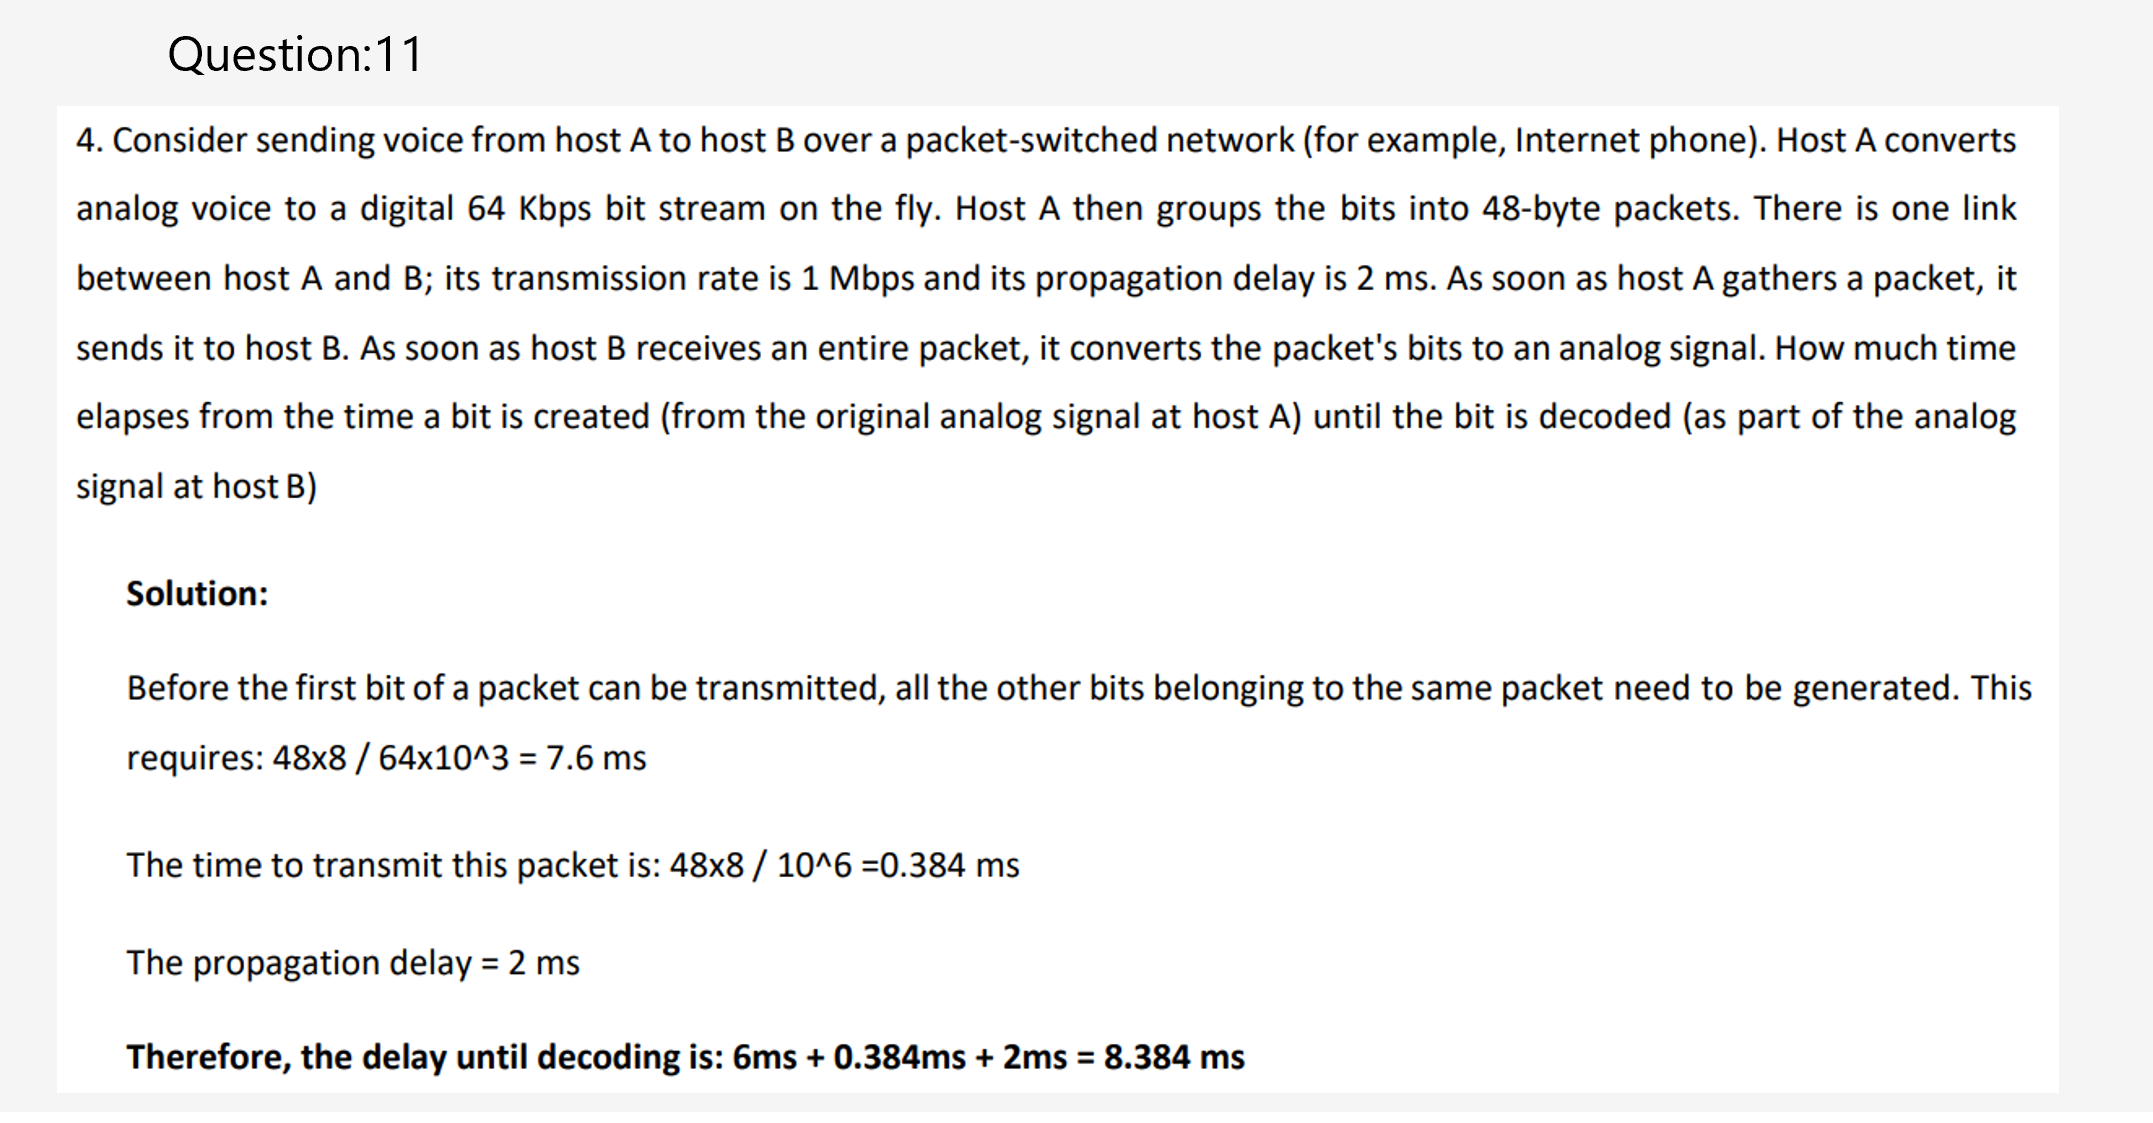 Question:11
4. Consider sending voice from host A to host B over a packet-switched network (for example, Internet phone). Host A converts
analog voice to a digital 64 Kbps bit stream on the fly. Host A then groups the bits into 48-byte packets. There is one link
between host A and B; its transmission rate is 1 Mbps and its propagation delay is 2 ms. As soon as host A gathers a packet, it
sends it to host B. As soon as host B receives an entire packet, it converts the packet's bits to an analog signal. How much time
elapses from the time a bit is created (from the original analog signal at host A) until the bit is decoded (as part of the analog
signal at host B)
Solution:
Before the first bit of a packet can be transmitted, all the other bits belonging to the same packet need to be generated. This
requires: 48x8 / 64x10^3 = 7.6 ms
The time to transmit this packet is: 48x8 / 10^6 =0.384 ms
The propagation delay = 2 ms
Therefore, the delay until decoding is: 6ms + 0.384ms + 2ms = 8.384 ms